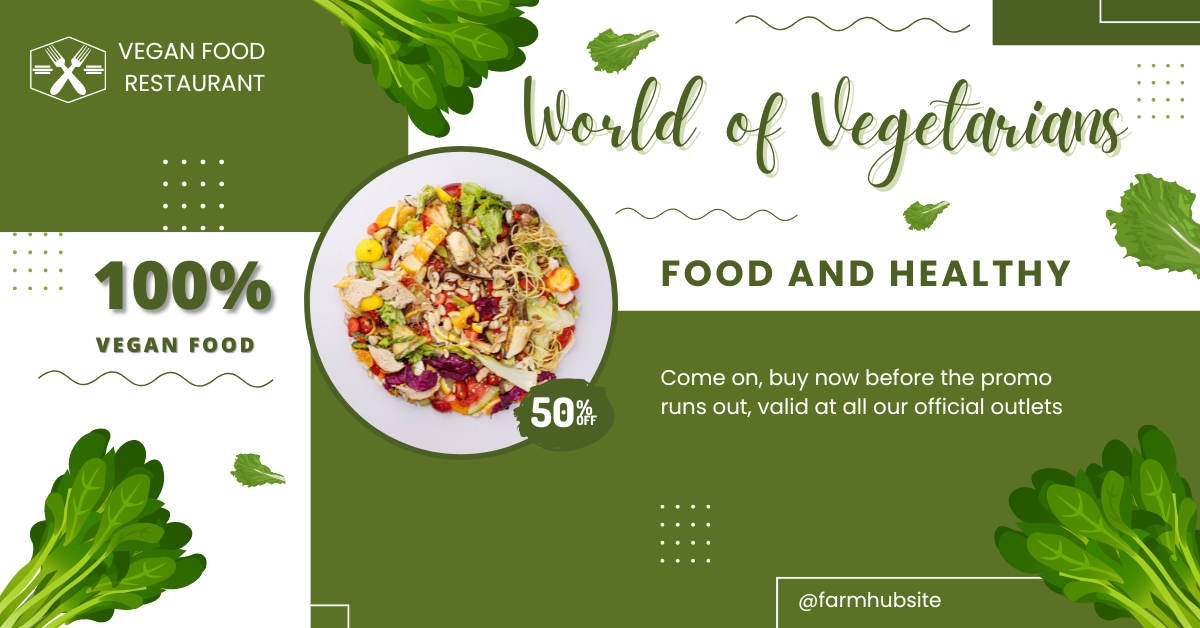 VEGAN FOOD
RESTAURANT
World of Vegetarians
100%
VEGAN FOOD
FOOD AND HEALTHY
50% OFF
Come on, buy now before the promo
runs out, valid at all our official outlets
@farmhubsite